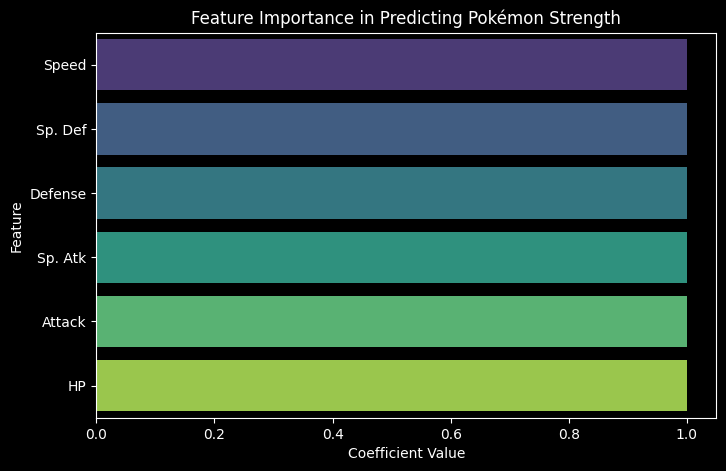 Feature Importance in Predicting Pokémon Strength
Speed
Sp. Def
Defense
Sp. Atk
Attack
HP
Feature
0.0 0.2 0.4 0.6 0.8 1.0
Coefficient Value